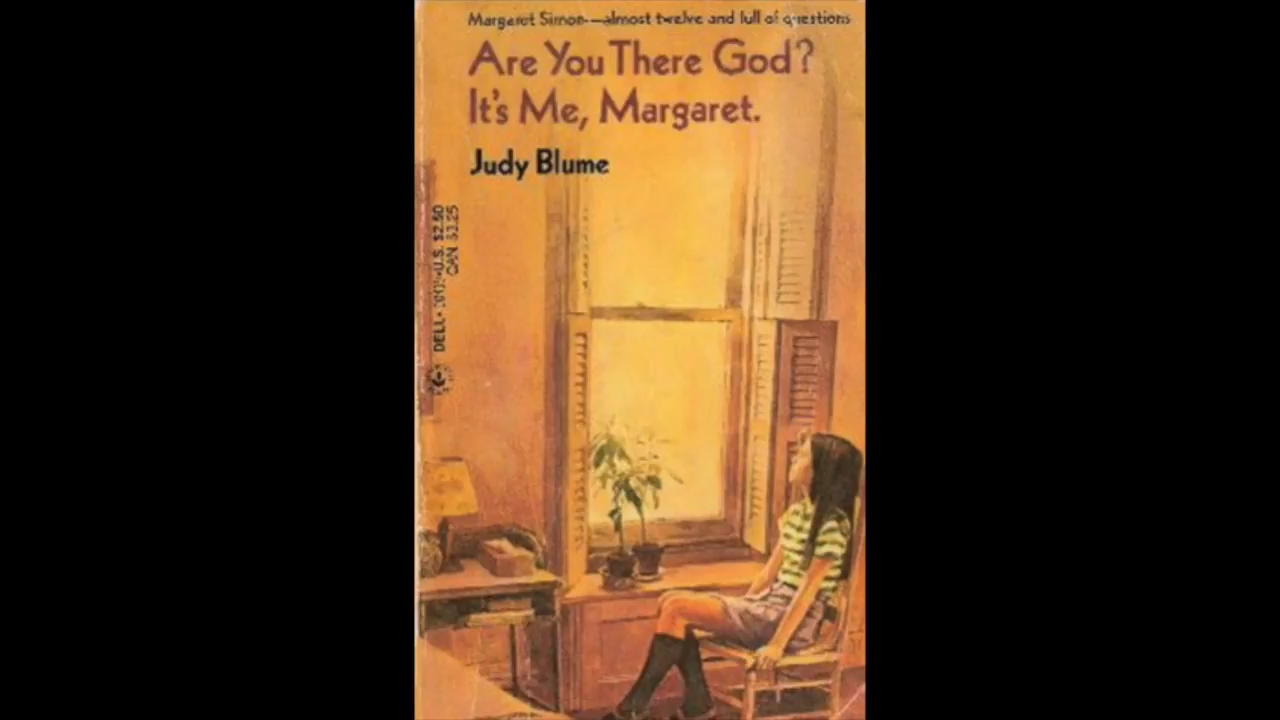 Margaret Simon—almost twelve and full of questions
Are You There God?
It's Me, Margaret.
Judy Blume
DELL U.S. $2.50
CAN $3.25